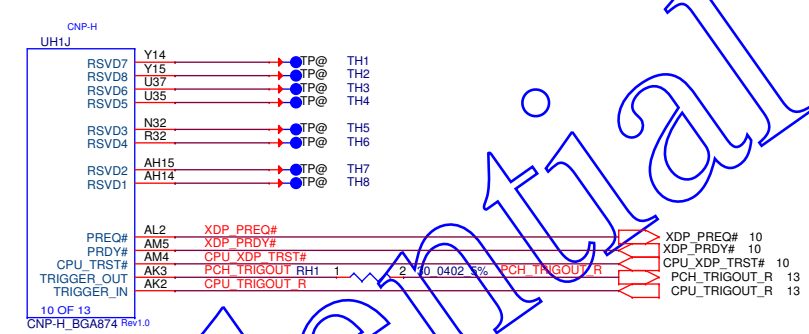 CNP-H
UH1J
RSVD7 Y14 TP@ TH1
RSVD8 Y15 TP@ TH2
RSVD6 U37 TP@ TH3
RSVD5 U35 TP@ TH4
RSVD3 N32 TP@ TH5
RSVD4 R32 TP@ TH6
RSVD2 AH15 TP@ TH7
RSVD1 AH14 TP@ TH8
PREQ# AL2 XDP_PREQ# XDP_PREQ# 10
PRDY# AM5 XDP_PRDY# XDP_PRDY# 10
CPU_TRST# AM4 CPU_XDP_TRST# CPU_XDP_TRST# 10
TRIGGER_OUT AK3 PCH_TRIGOUT RH1 1 2 30_0402_5% PCH_TRIGOUT_R PCH_TRIGOUT_R 13
TRIGGER_IN AK2 CPU_TRIGOUT_R CPU_TRIGOUT_R 13
10 OF 13
CNP-H_BGA874 Rev1.0
ential